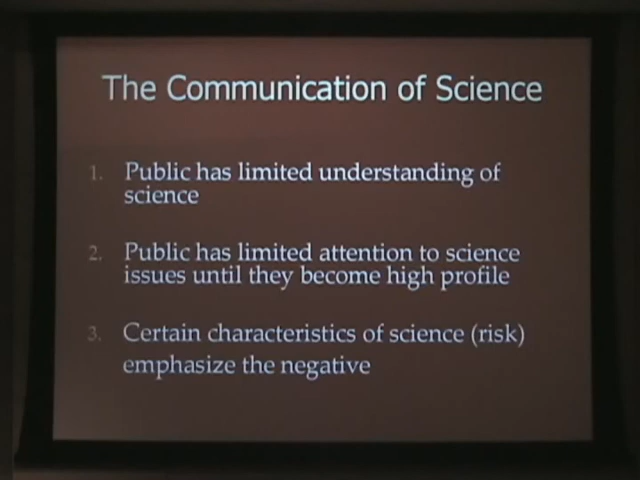 The Communication of Science
1. Public has limited understanding of
science
2. Public has limited attention to science
issues until they become high profile
3. Certain characteristics of science (risk)
emphasize the negative